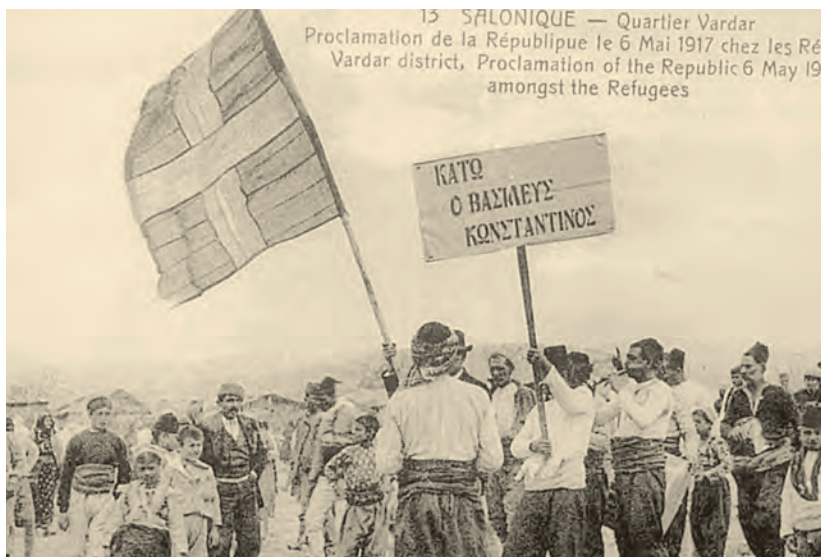 13 SALONIQUE — Quartier Vardar
Proclamation de la Républipue le 6 Mai 1917 chez les Ré
Vardar district, Proclamation of the Republic 6 May 19
amongst the Refugees
ΚΑΤΩ
Ο ΒΑΣΙΛΕΥΣ
ΚΩΝΣΤΑΝΤΙΝΟΣ